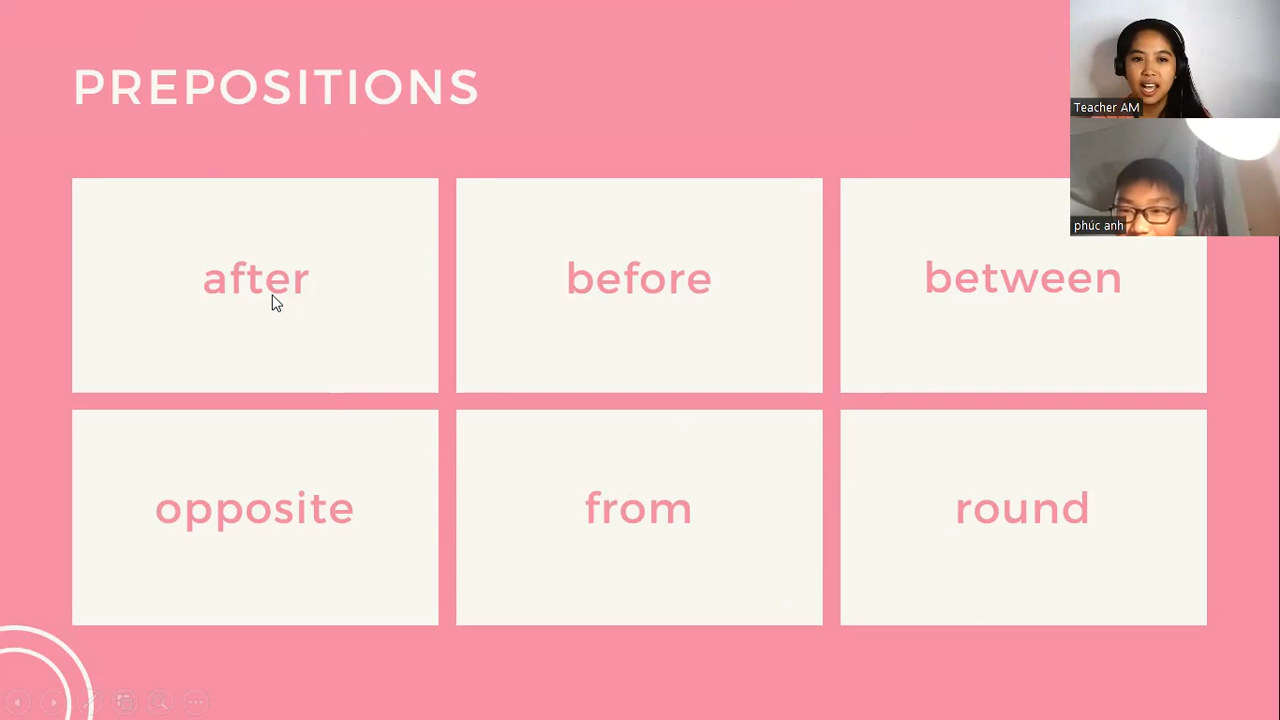 PREPOSITIONS
Teacher AM
phúc anh
after
before
between
opposite
from
round